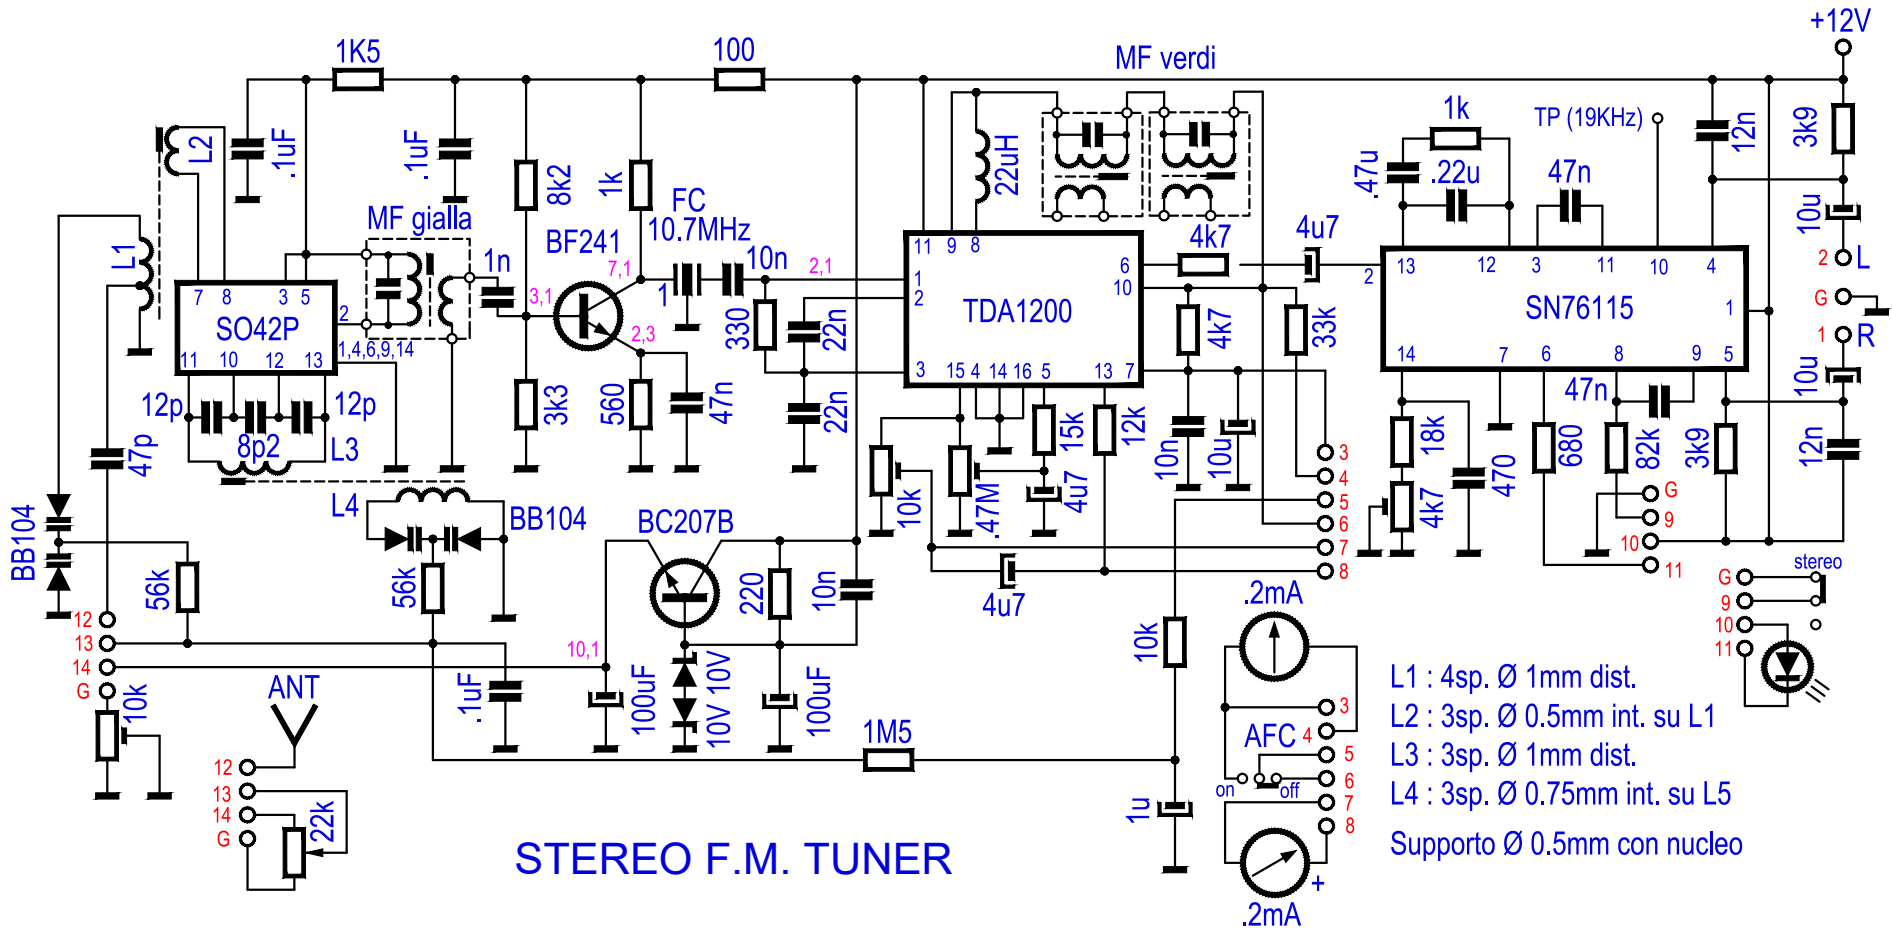 +12V
1K5
100
MF verdi
L2
.1uF
.1uF
8k2
1k
22uH
1k
.47u
.22u
47n
TP (19KHz)
12n
3k9
MF gialla
FC
10.7MHz
BF241
7,1
1n
10n
2,1
L1
7 8 3 5
SO42P
2
1,4,6,9,14
11 10 12 13
3,1
2,3
1
330
22n
22n
11 9 8
1
2
3
TDA1200
6
10
15 4 14 16 5 13 7
4k7
4u7
4k7
33k
2
13 12 3 11 10 4
SN76115
1
14 7 6 8 9 5
10u
2 L
G
1 R
10u
12p
12p
8p2
L3
47p
3k3
560
47n
15k
12k
10n
10u
18k
470
680
47n
82k
3k9
12n
L4
BB104
BB104
BC207B
10k
.47M
4u7
4k7
3
4
5
6
7
8
G
9
10
11
56k
56k
220
10n
4u7
.2mA
stereo
G
9
10
11
12
13
14
G
10k
10,1
.1uF
100uF
10V 10V
100uF
10k
ANT
1M5
3
AFC 4
5
6
7
8
on
off
1u
12
13
14
G
22k
+
.2mA
L1 : 4sp. Ø 1mm dist.
L2 : 3sp. Ø 0.5mm int. su L1
L3 : 3sp. Ø 1mm dist.
L4 : 3sp. Ø 0.75mm int. su L5
Supporto Ø 0.5mm con nucleo
STEREO F.M. TUNER